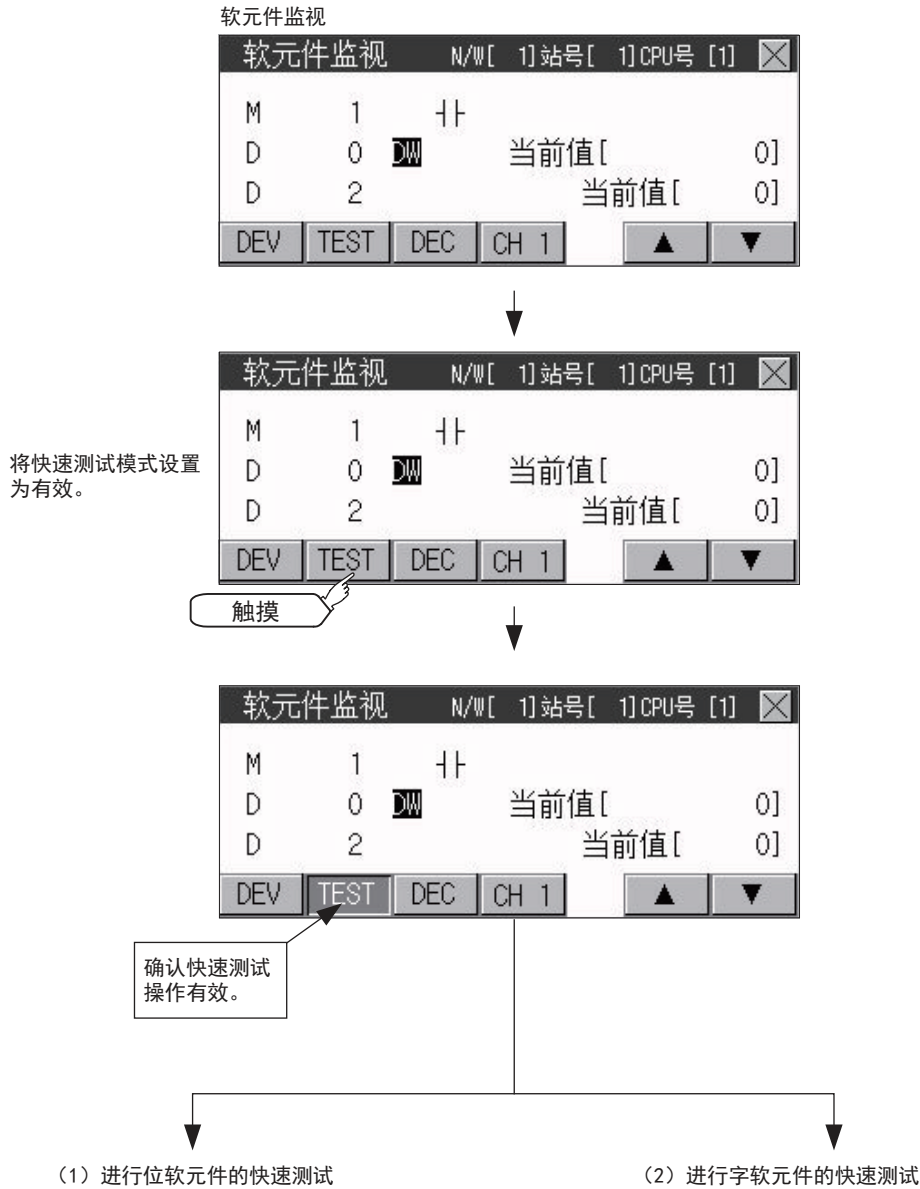 软元件监视
软元件监视 N/W[ 1]站号[ 1]CPU号 [1]
M 1 ┤├
D 0 DW 当前值[ 0]
D 2 当前值[ 0]
DEV TEST DEC CH 1 ▲ ▼
软元件监视 N/W[ 1]站号[ 1]CPU号 [1]
M 1 ┤├
将快速测试模式设置
为有效。
D 0 DW 当前值[ 0]
D 2 当前值[ 0]
DEV TEST DEC CH 1 ▲ ▼
触摸
软元件监视 N/W[ 1]站号[ 1]CPU号 [1]
M 1 ┤├
D 0 DW 当前值[ 0]
D 2 当前值[ 0]
DEV TEST DEC CH 1 ▲ ▼
确认快速测试
操作有效。
（1）进行位软元件的快速测试
（2）进行字软元件的快速测试